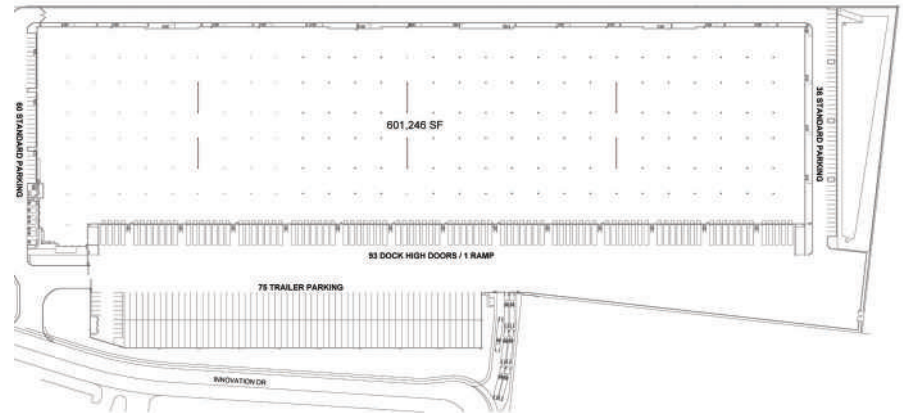 601,246 SF
60 STANDARD PARKING
36 STANDARD PARKING
93 DOCK HIGH DOORS / 1 RAMP
75 TRAILER PARKING
INNOVATION DR